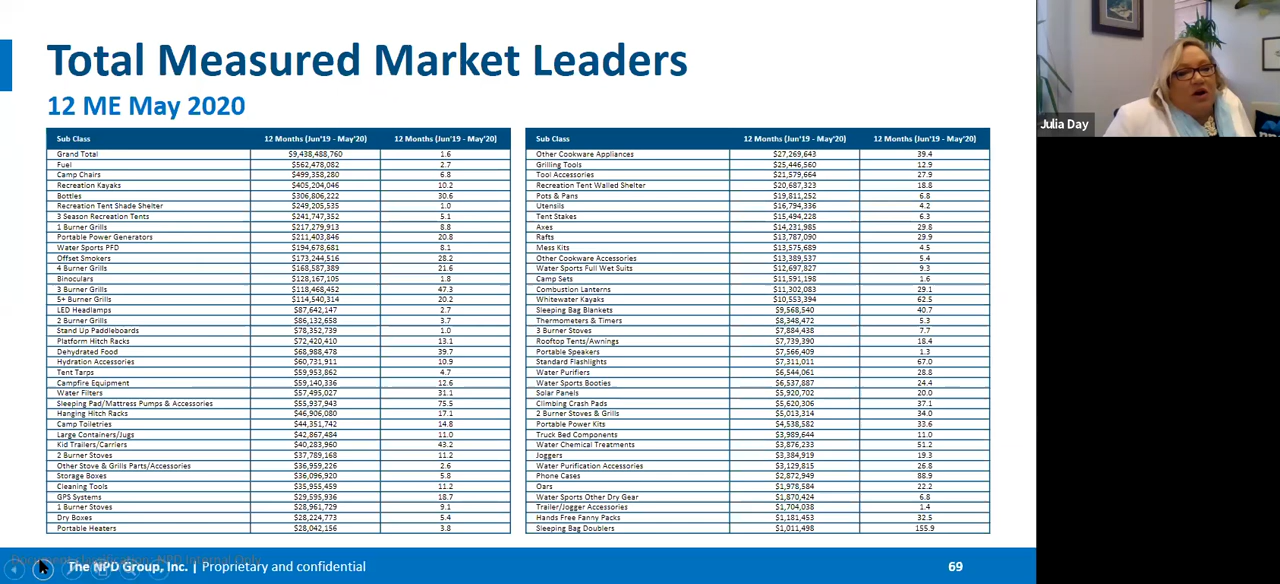 Total Measured Market Leaders
12 ME May 2020
Sub Class 12 Months (Jun'19 - May'20) 12 Months (Jun'19 - May'20)
Grand Total $9,438,488,760 1.6
Fuel $562,478,082 2.7
Camp Chairs $499,358,280 6.8
Recreation Kayaks $405,204,046 10.2
Bottles $306,806,222 30.6
Recreation Tent Shade Shelter $249,205,535 1.0
3 Season Recreation Tents $241,747,352 5.1
1 Burner Grills $217,279,913 8.8
Portable Power Generators $211,403,846 20.8
Water Sports PFD $194,678,681 8.1
Offset Smokers $173,244,516 28.2
4 Burner Grills $168,587,389 21.6
Binoculars $128,167,105 1.8
3 Burner Grills $118,468,452 47.3
5+ Burner Grills $114,540,314 20.2
LED Headlamps $87,642,147 2.7
2 Burner Grills $86,132,658 3.7
Stand Up Paddleboards $78,352,739 1.0
Platform Hitch Racks $72,420,410 13.1
Dehydrated Food $68,988,478 39.7
Hydration Accessories $60,731,911 10.9
Tent Tarps $59,953,862 4.7
Campfire Equipment $59,140,336 12.6
Water Filters $57,495,027 31.1
Sleeping Pad/Mattress Pumps & Accessories $55,937,943 75.5
Hanging Hitch Racks $46,906,080 17.1
Camp Toiletries $44,351,742 14.8
Large Containers/Jugs $42,867,484 11.0
Kid Trailers/Carriers $40,283,960 43.2
2 Burner Stoves $37,789,168 11.2
Other Stove & Grills Parts/Accessories $36,959,226 2.6
Storage Boxes $36,096,920 5.8
Cleaning Tools $35,955,459 11.2
GPS Systems $29,595,936 18.7
1 Burner Stoves $28,961,729 9.1
Dry Boxes $28,224,773 5.4
Portable Heaters $28,042,156 3.8
Sub Class 12 Months (Jun'19 - May'20) 12 Months (Jun'19 - May'20)
Other Cookware Appliances $27,269,643 39.4
Grilling Tools $25,446,560 12.9
Tool Accessories $21,579,664 27.9
Recreation Tent Walled Shelter $20,687,323 18.8
Pots & Pans $19,811,252 6.8
Utensils $16,794,336 4.2
Tent Stakes $15,494,228 6.3
Axes $14,231,985 29.8
Rafts $13,787,090 29.9
Mess Kits $13,575,689 4.5
Other Cookware Accessories $13,389,537 5.4
Water Sports Full Wet Suits $12,697,827 9.3
Camp Sets $11,591,198 1.6
Combustion Lanterns $11,302,083 29.1
Whitewater Kayaks $10,553,394 62.5
Sleeping Bag Blankets $9,568,540 40.7
Thermometers & Timers $8,348,472 5.3
3 Burner Stoves $7,884,438 7.7
Rooftop Tents/Awnings $7,739,390 18.4
Portable Speakers $7,566,409 1.3
Standard Flashlights $7,311,011 67.0
Water Purifiers $6,544,061 28.8
Water Sports Booties $6,537,887 24.4
Solar Panels $5,920,702 20.0
Climbing Crash Pads $5,620,306 37.1
2 Burner Stoves & Grills $5,013,314 34.0
Portable Power Kits $4,538,582 33.6
Truck Bed Components $3,989,644 11.0
Water Chemical Treatments $3,876,233 51.2
Joggers $3,384,919 19.3
Water Purification Accessories $3,129,815 26.8
Phone Cases $2,872,949 88.9
Oars $1,978,584 22.2
Water Sports Other Dry Gear $1,870,424 6.8
Trailer/Jogger Accessories $1,704,038 1.4
Hands Free Fanny Packs $1,181,453 32.5
Sleeping Bag Doublers $1,011,498 155.9
Document classification: NPD Internal Only
The NPD Group, Inc. | Proprietary and confidential
69
Julia Day